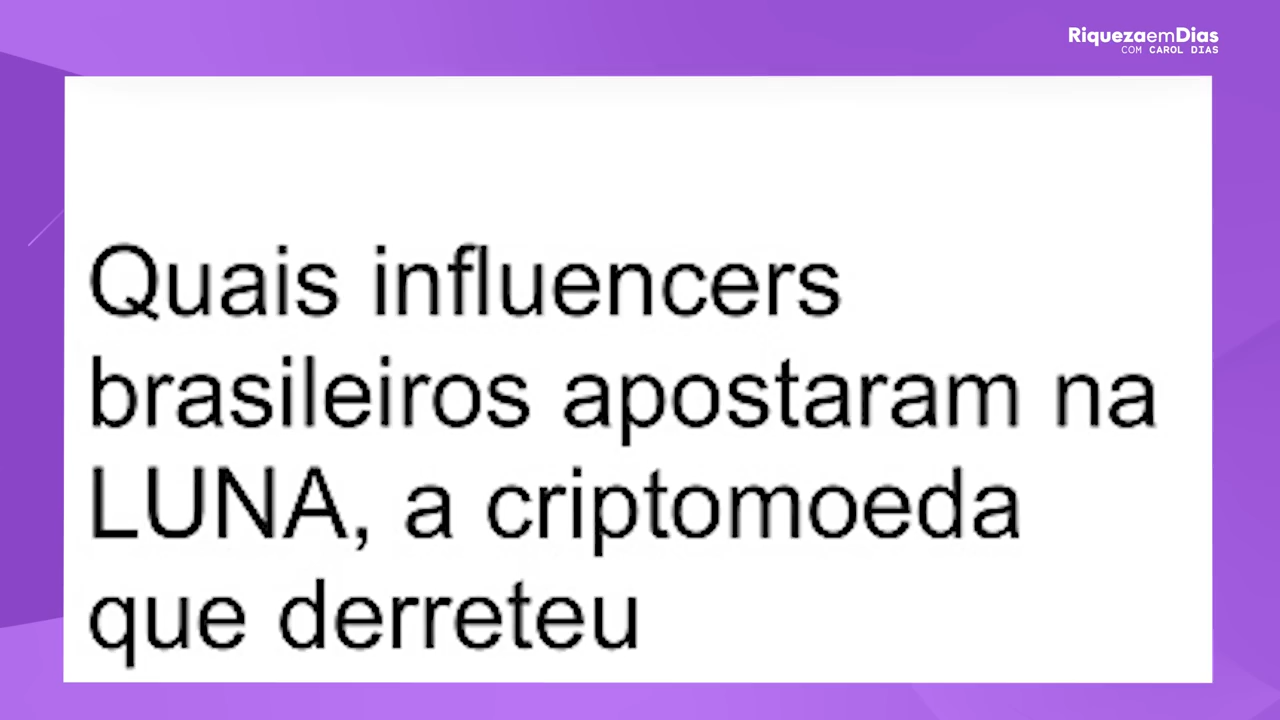 RiquezaemDias
COM CAROL DIAS
Quais influencers
brasileiros apostaram na
LUNA, a criptomoeda
que derreteu